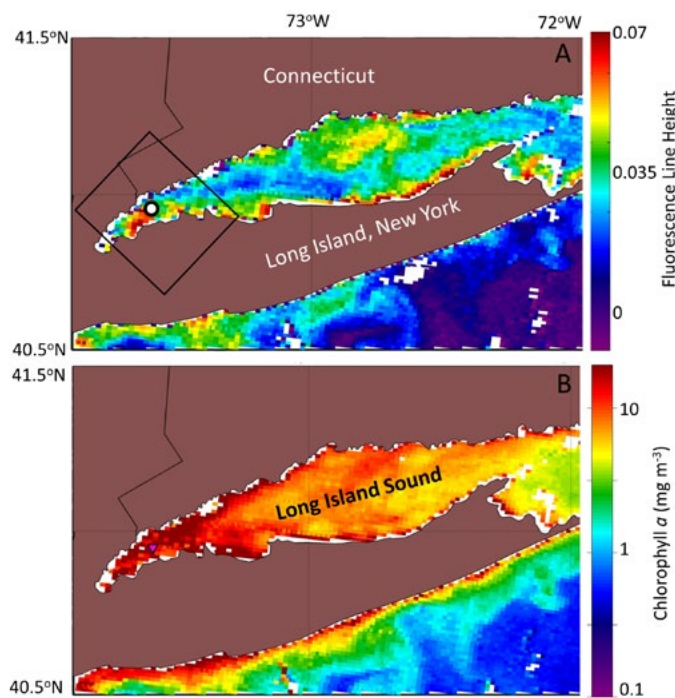 73°W
72°W
41.5°N
A
Connecticut
Long Island, New York
40.5°N
0.07
0.035
0
Fluorescence Line Height
41.5°N
B
Long Island Sound
40.5°N
10
1
0.1
Chlorophyll a (mg m⁻³)